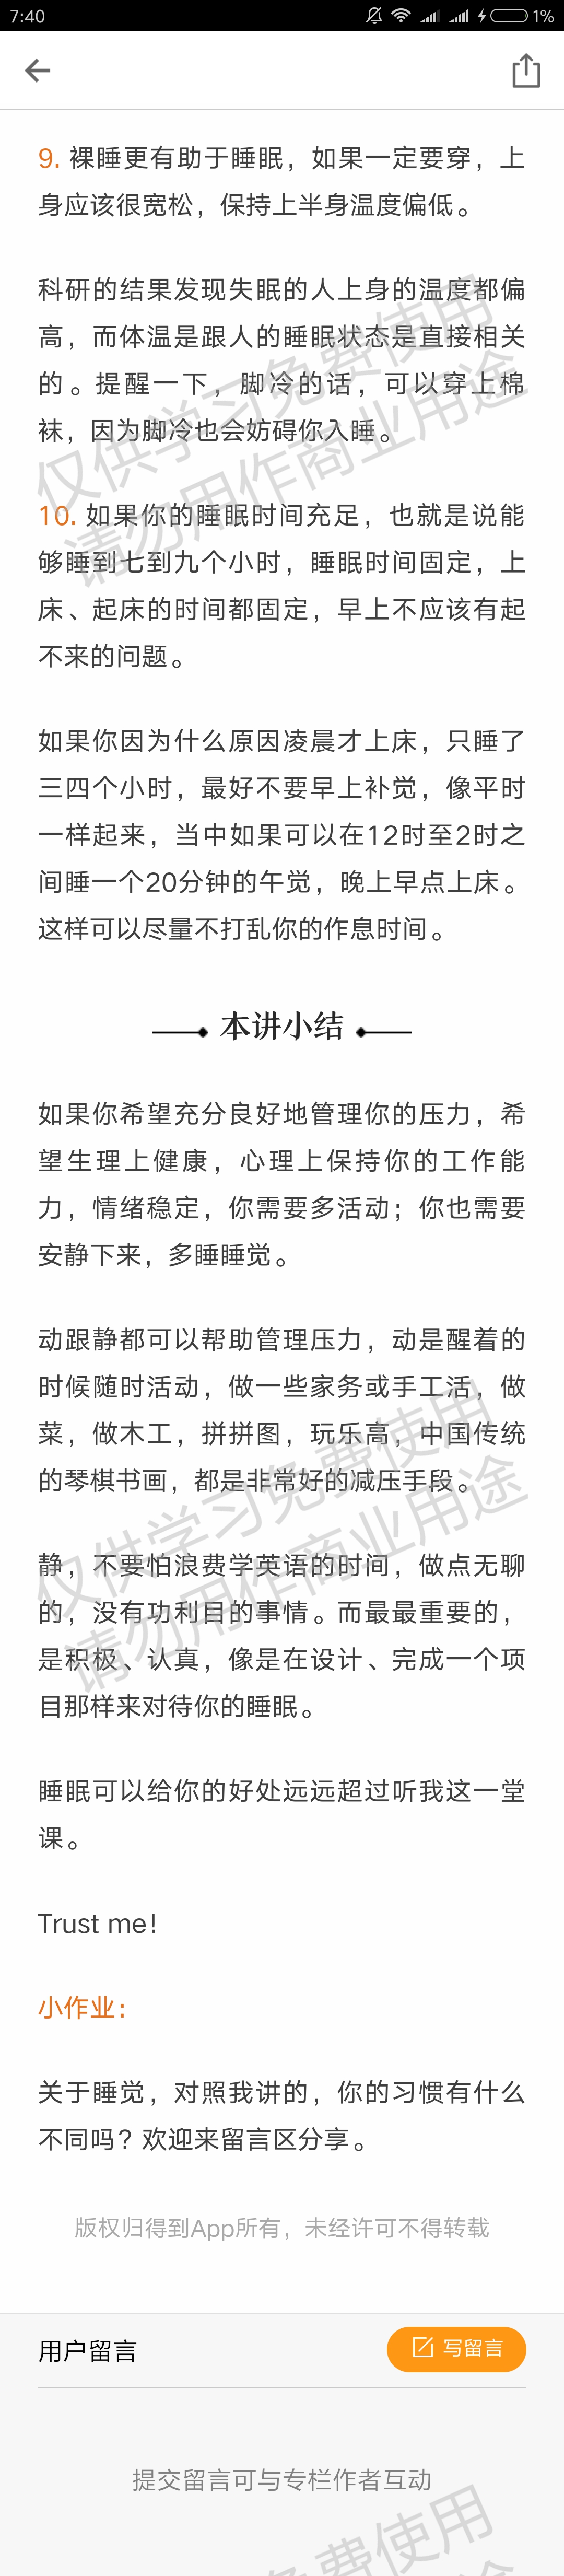 7:40
1%
9. 裸睡更有助于睡眠，如果一定要穿，上
身应该很宽松，保持上半身温度偏低。
科研的结果发现失眠的人上身的温度都偏
高，而体温是跟人的睡眠状态是直接相关
的。提醒一下，脚冷的话，可以穿上棉
袜，因为脚冷也会妨碍你入睡。
仅供学习免费使用
请勿用作商业用途
10. 如果你的睡眠时间充足，也就是说能
够睡到七到九个小时，睡眠时间固定，上
床、起床的时间都固定，早上不应该有起
不来的问题。
如果你因为什么原因凌晨才上床，只睡了
三四个小时，最好不要早上补觉，像平时
一样起来，当中如果可以在12时至2时之
间睡一个20分钟的午觉，晚上早点上床。
这样可以尽量不打乱你的作息时间。
本讲小结
如果你希望充分良好地管理你的压力，希
望生理上健康，心理上保持你的工作能
力，情绪稳定，你需要多活动；你也需要
安静下来，多睡睡觉。
动跟静都可以帮助管理压力，动是醒着的
时候随时活动，做一些家务或手工活，做
菜，做木工，拼拼图，玩乐高，中国传统
的琴棋书画，都是非常好的减压手段。
仅供学习免费使用
请勿用作商业用途
静，不要怕浪费学英语的时间，做点无聊
的，没有功利目的事情。而最最重要的，
是积极、认真，像是在设计、完成一个项
目那样来对待你的睡眠。
睡眠可以给你的好处远远超过听我这一堂
课。
Trust me!
小作业：
关于睡觉，对照我讲的，你的习惯有什么
不同吗？欢迎来留言区分享。
版权归得到App所有，未经许可不得转载
用户留言
写留言
提交留言可与专栏作者互动
免费使用